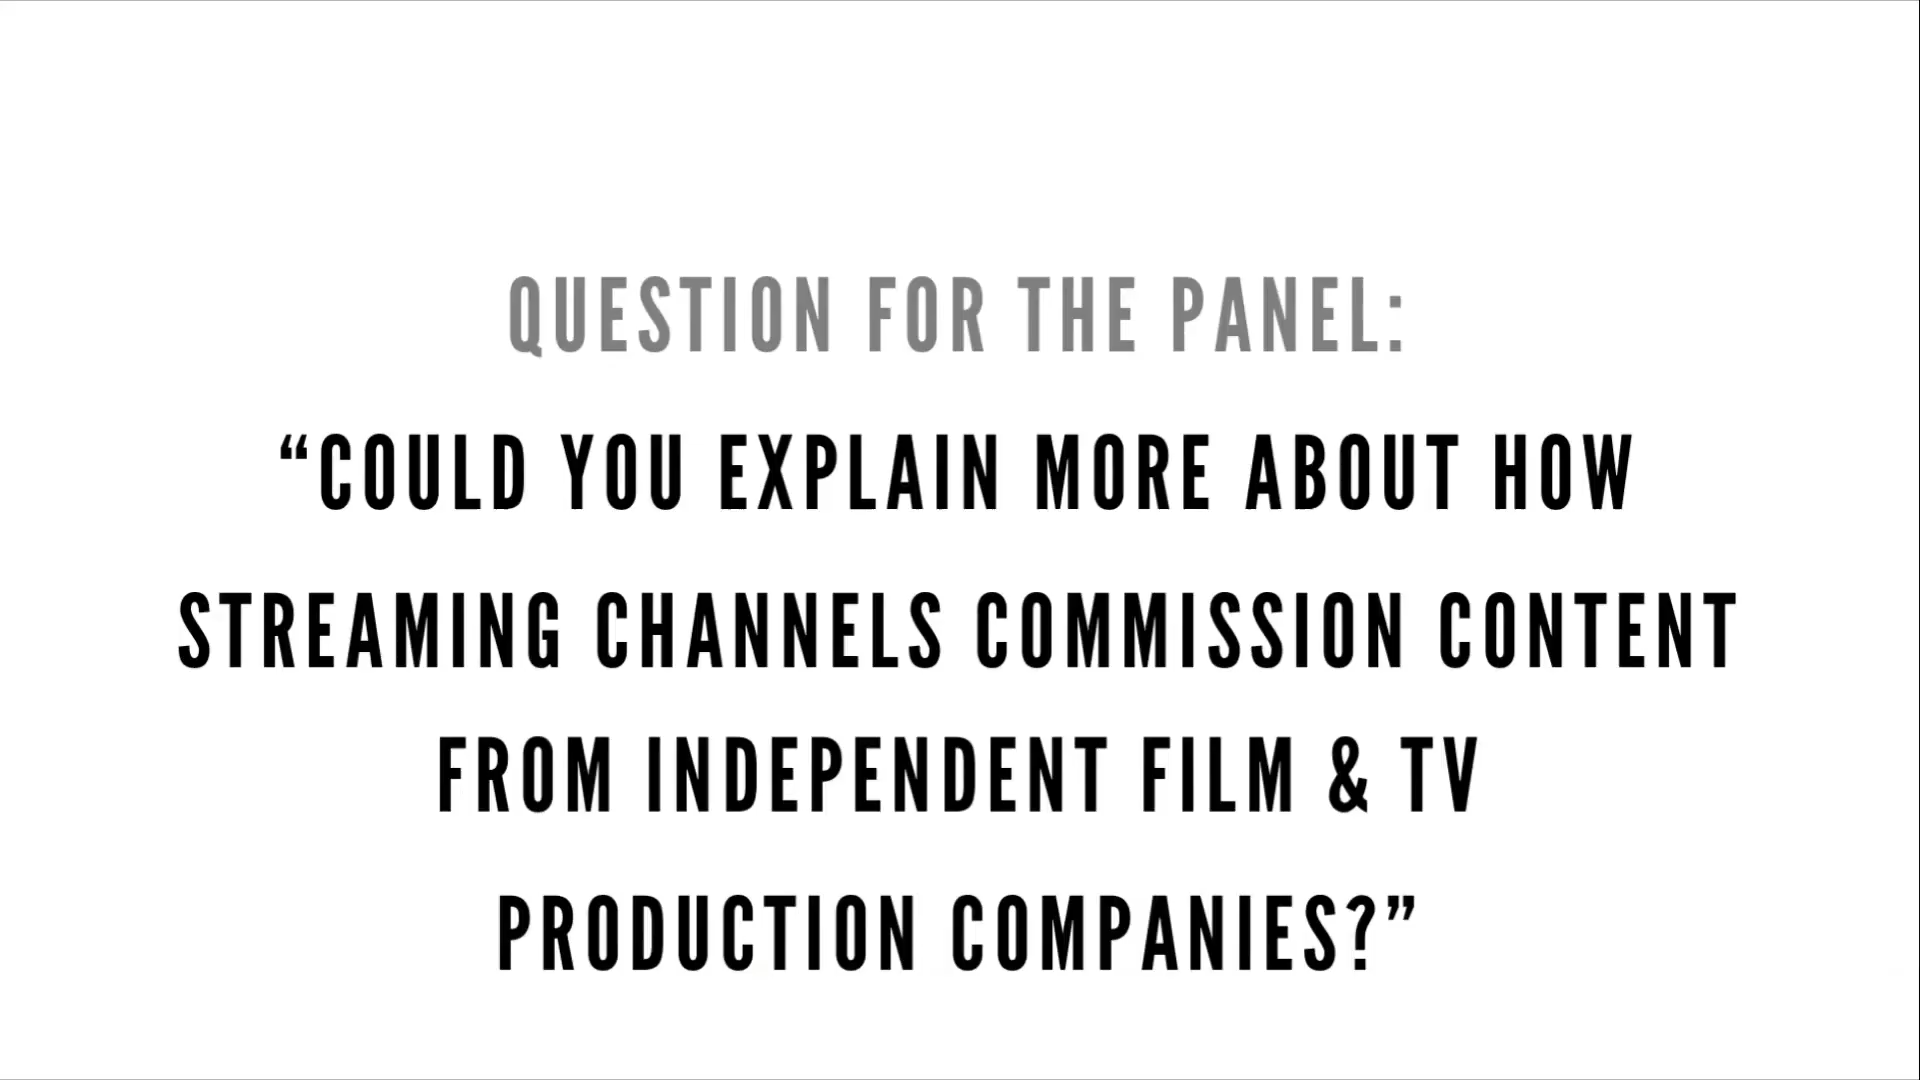 QUESTION FOR THE PANEL:
“COULD YOU EXPLAIN MORE ABOUT HOW
STREAMING CHANNELS COMMISSION CONTENT
FROM INDEPENDENT FILM & TV
PRODUCTION COMPANIES?”